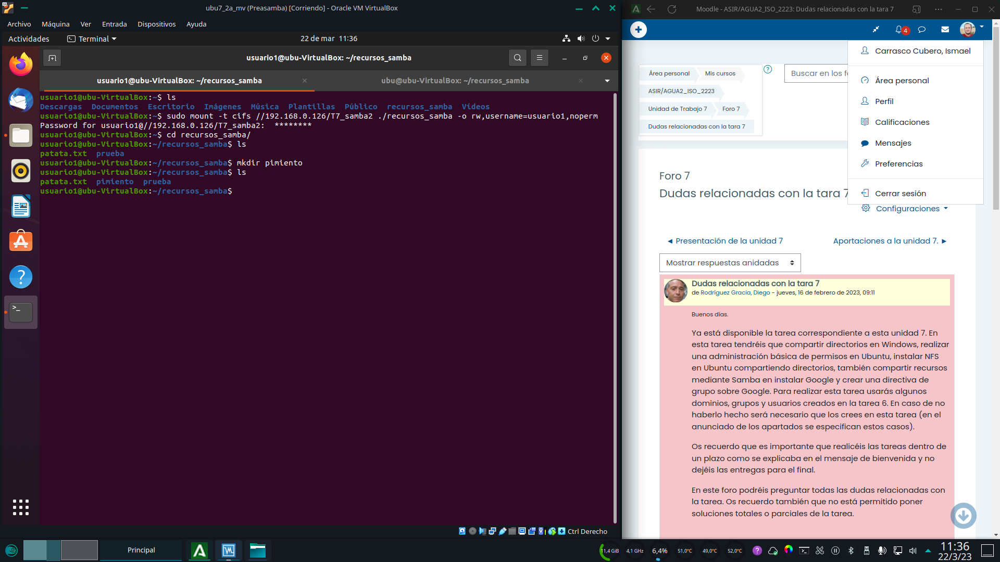 ubu7_2a_mv (Preasamba) [Corriendo] - Oracle VM VirtualBox
Archivo Máquina Ver Entrada Dispositivos Ayuda
Actividades Terminal 22 de mar 11:36
usuario1@ubu-VirtualBox: ~/recursos_samba
usuario1@ubu-VirtualBox: ~/recursos_samba ubu@ubu-VirtualBox: ~/recursos_samba
usuario1@ubu-VirtualBox:~$ ls
Descargas Documentos Escritorio Imágenes Música Plantillas Público recursos_samba Vídeos
usuario1@ubu-VirtualBox:~$ sudo mount -t cifs //192.168.0.126/T7_samba2 ./recursos_samba -o rw,username=usuario1,noperm
Password for usuario1@//192.168.0.126/T7_samba2: ********
usuario1@ubu-VirtualBox:~$ cd recursos_samba/
usuario1@ubu-VirtualBox:~/recursos_samba$ ls
patata.txt prueba
usuario1@ubu-VirtualBox:~/recursos_samba$ mkdir pimiento
usuario1@ubu-VirtualBox:~/recursos_samba$ ls
patata.txt pimiento prueba
usuario1@ubu-VirtualBox:~/recursos_samba$
Ctrl Derecho
Moodle - ASIR/AGUA2_ISO_2223: Dudas relacionadas con la tara 7
4
Área personal Mis cursos
ASIR/AGUA2_ISO_2223
Unidad de Trabajo 7 Foro 7
Dudas relacionadas con la tara 7
Buscar en los fo
Carrasco Cubero, Ismael
Área personal
Perfil
Calificaciones
Mensajes
Preferencias
Cerrar sesión
Foro 7
Dudas relacionadas con la tara 7
Configuraciones
◄ Presentación de la unidad 7 Aportaciones a la unidad 7. ►
Mostrar respuestas anidadas
Dudas relacionadas con la tara 7
de Rodríguez Gracia, Diego - jueves, 16 de febrero de 2023, 09:11
Buenos días.
Ya está disponible la tarea correspondiente a esta unidad 7. En
esta tarea tendréis que compartir directorios en Windows, realizar
una administración básica de permisos en Ubuntu, instalar NFS
en Ubuntu compartiendo directorios, también compartir recursos
mediante Samba en instalar Google y crear una directiva de
grupo sobre Google. Para realizar esta tarea usarás algunos
dominios, grupos y usuarios creados en la tarea 6. En caso de no
haberlo hecho será necesario que los crees en esta tarea (en el
anunciado de los apartados se especifican estos casos).
Os recuerdo que es importante que realicéis las tareas dentro de
un plazo como se explicaba en el mensaje de bienvenida y no
dejéis las entregas para el final.
En este foro podréis preguntar todas las dudas relacionadas con
la tarea. Os recuerdo también que no está permitido poner
soluciones totales o parciales de la tarea.
Principal
11,4 GiB 4,1 GHz 6,4% 51,0°C 49,0°C 52,0°C
11:36
22/3/23